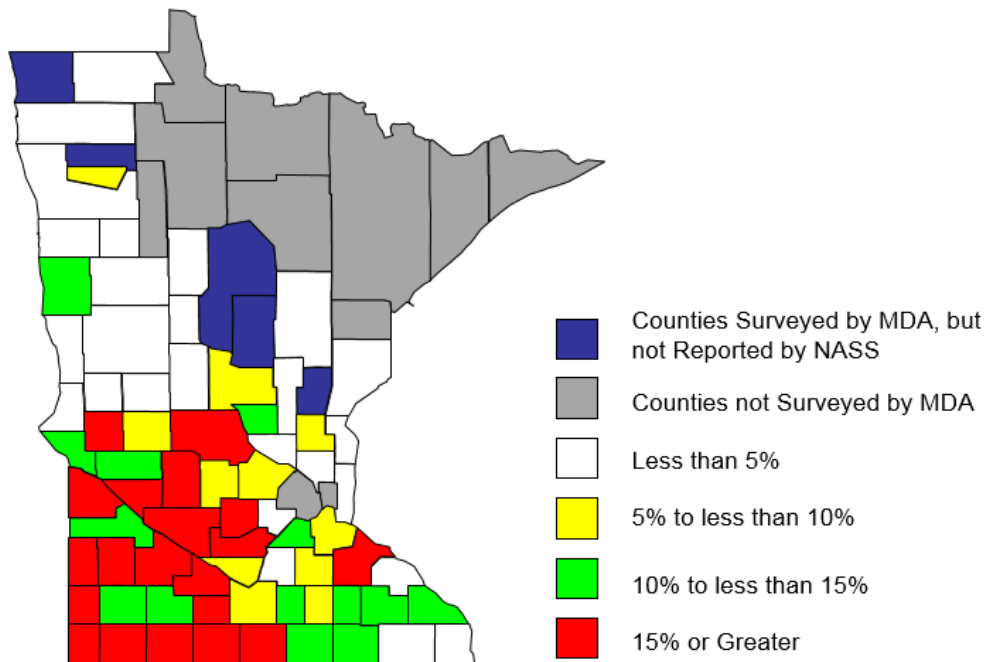 Counties Surveyed by MDA, but
not Reported by NASS
Counties not Surveyed by MDA
Less than 5%
5% to less than 10%
10% to less than 15%
15% or Greater